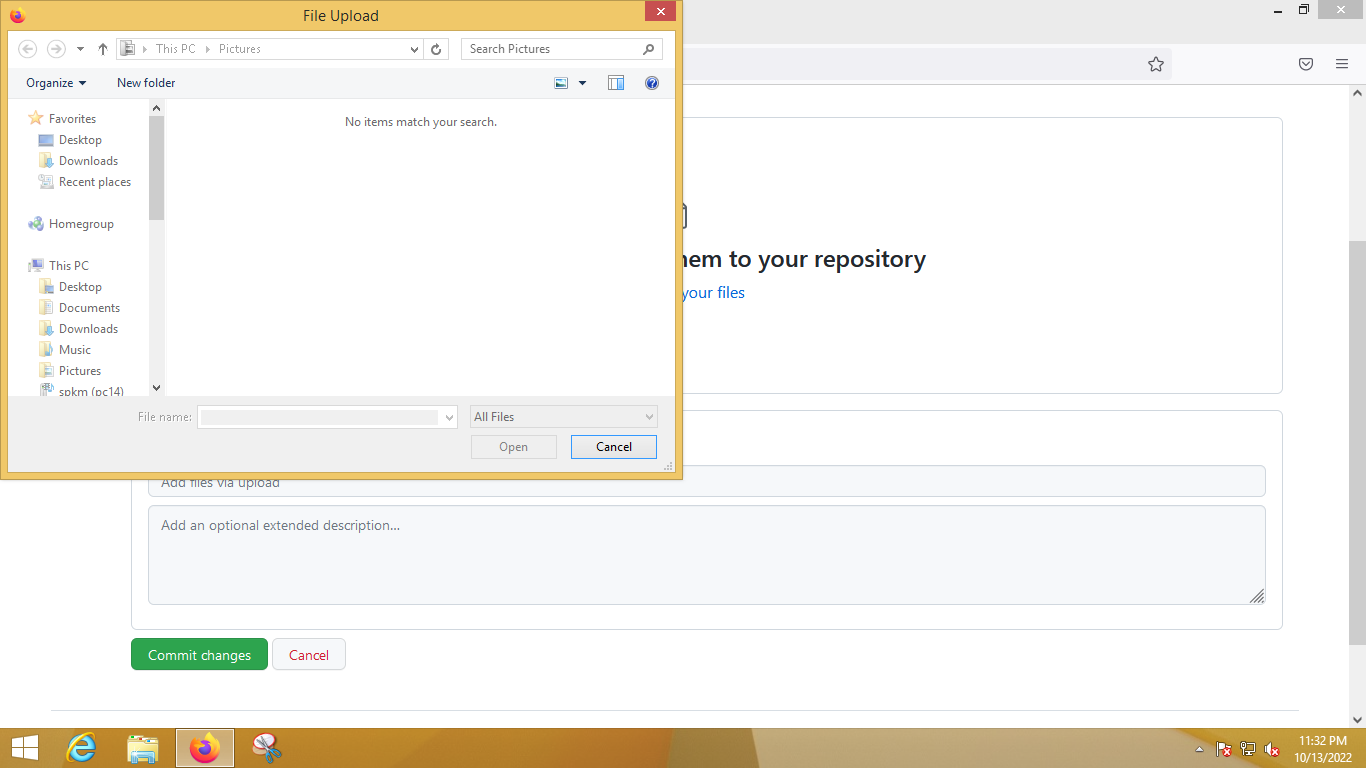 File Upload
This PC
Pictures
Search Pictures
Organize
New folder
No items match your search.
Favorites
Desktop
Downloads
Recent places
Homegroup
This PC
Desktop
Documents
Downloads
Music
Pictures
spkm (pc14)
File name:
All Files
Open
Cancel
hem to your repository
your files
Add files via upload
Add an optional extended description...
Commit changes
Cancel
11:32 PM
10/13/2022